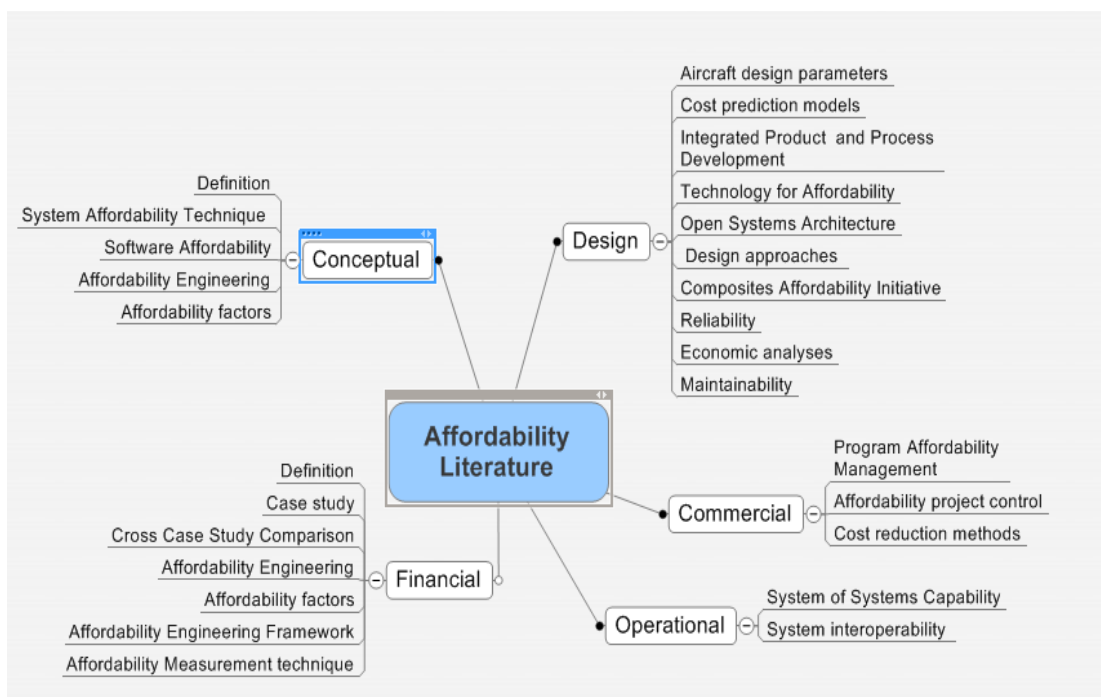 Affordability
Literature
Conceptual
Definition
System Affordability Technique
Software Affordability
Affordability Engineering
Affordability factors
Design
Aircraft design parameters
Cost prediction models
Integrated Product and Process
Development
Technology for Affordability
Open Systems Architecture
Design approaches
Composites Affordability Initiative
Reliability
Economic analyses
Maintainability
Commercial
Program Affordability
Management
Affordability project control
Cost reduction methods
Operational
System of Systems Capability
System interoperability
Financial
Definition
Case study
Cross Case Study Comparison
Affordability Engineering
Affordability factors
Affordability Engineering Framework
Affordability Measurement technique